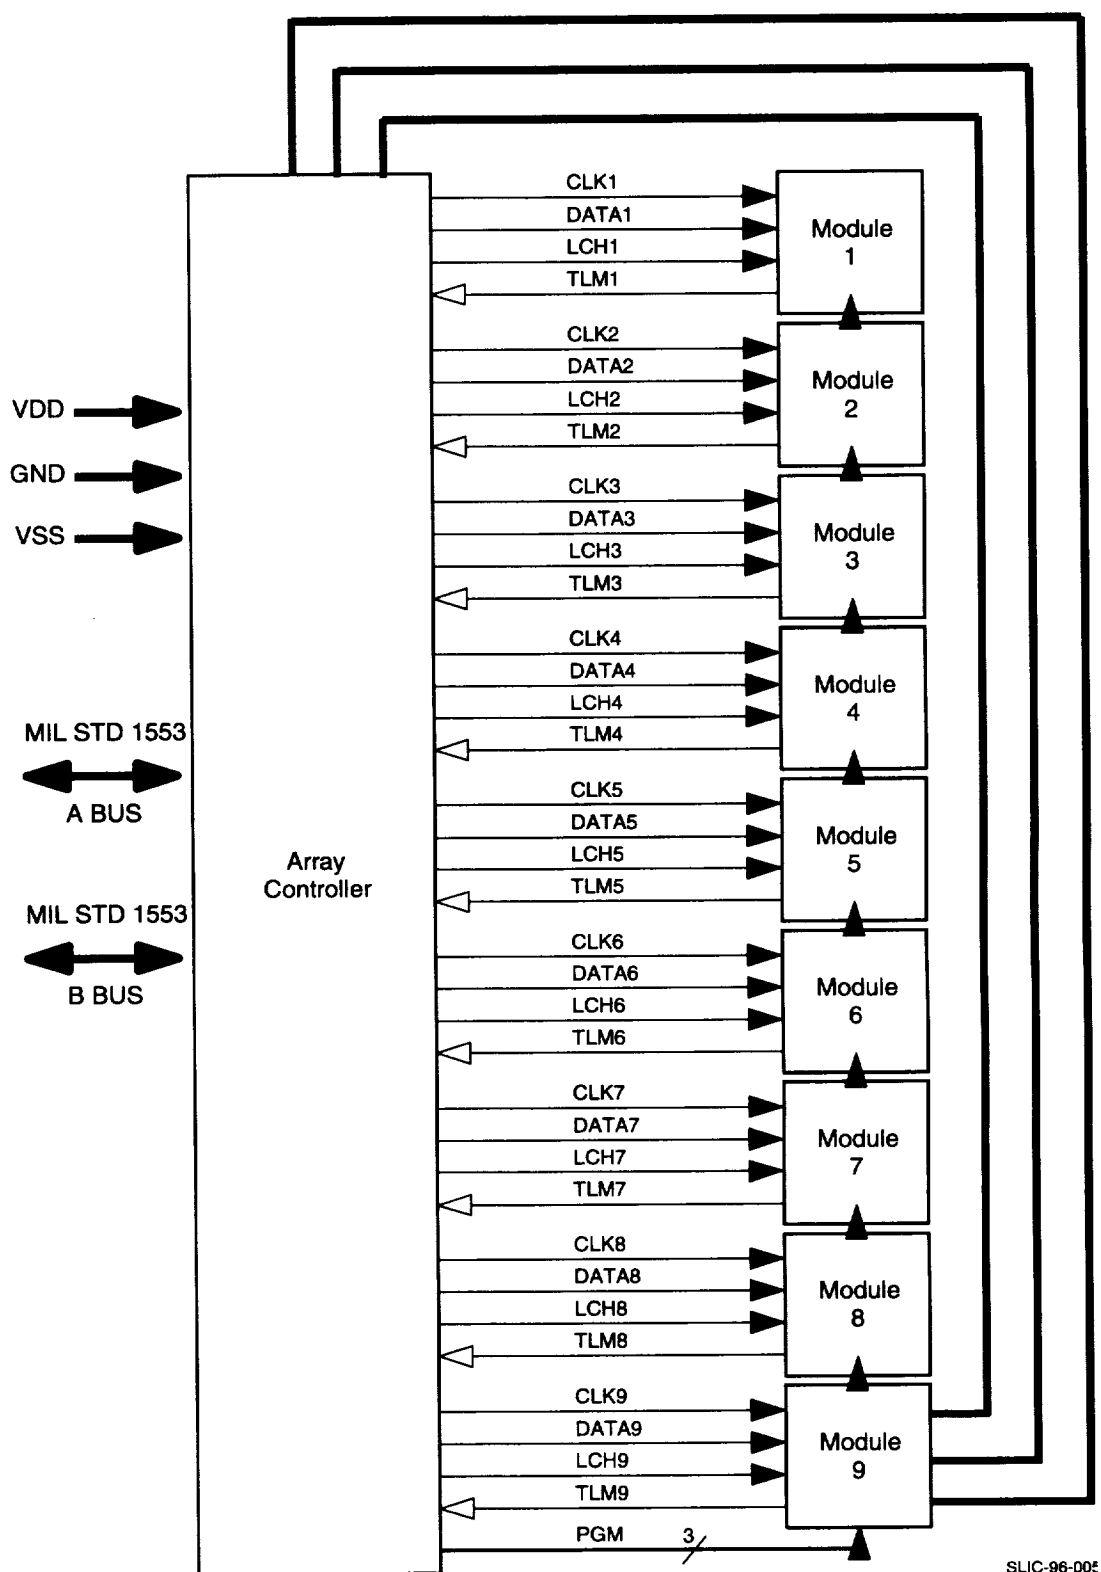 CLK1
DATA1
LCH1
TLM1
Module
1
CLK2
DATA2
LCH2
TLM2
Module
2
VDD
GND
VSS
CLK3
DATA3
LCH3
TLM3
Module
3
CLK4
DATA4
LCH4
TLM4
Module
4
MIL STD 1553
A BUS
CLK5
DATA5
LCH5
TLM5
Module
5
Array
Controller
MIL STD 1553
B BUS
CLK6
DATA6
LCH6
TLM6
Module
6
CLK7
DATA7
LCH7
TLM7
Module
7
CLK8
DATA8
LCH8
TLM8
Module
8
CLK9
DATA9
LCH9
TLM9
Module
9
PGM
3
SLIC-96-005